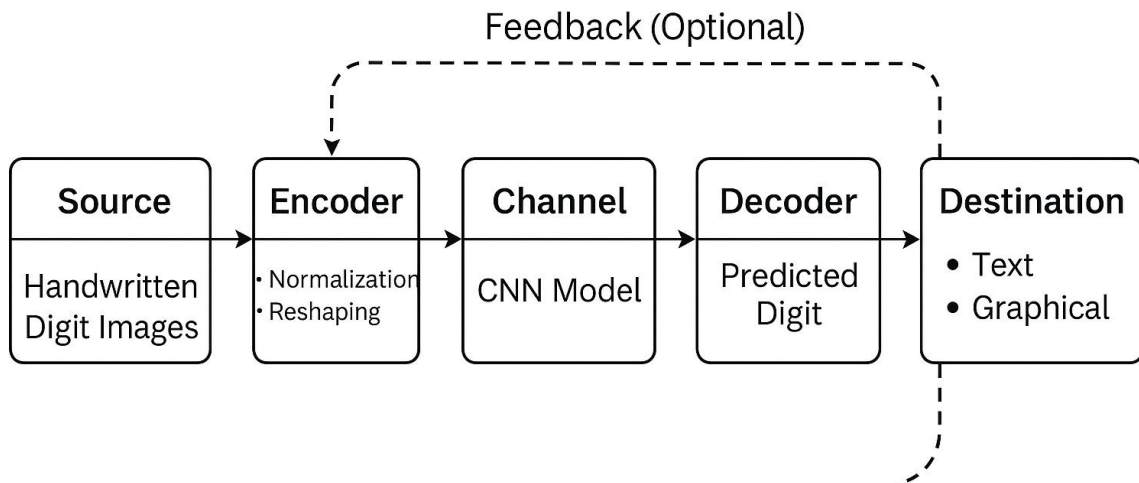 Feedback (Optional)
Source
Handwritten
Digit Images
Encoder
• Normalization
• Reshaping
Channel
CNN Model
Decoder
Predicted
Digit
Destination
• Text
• Graphical